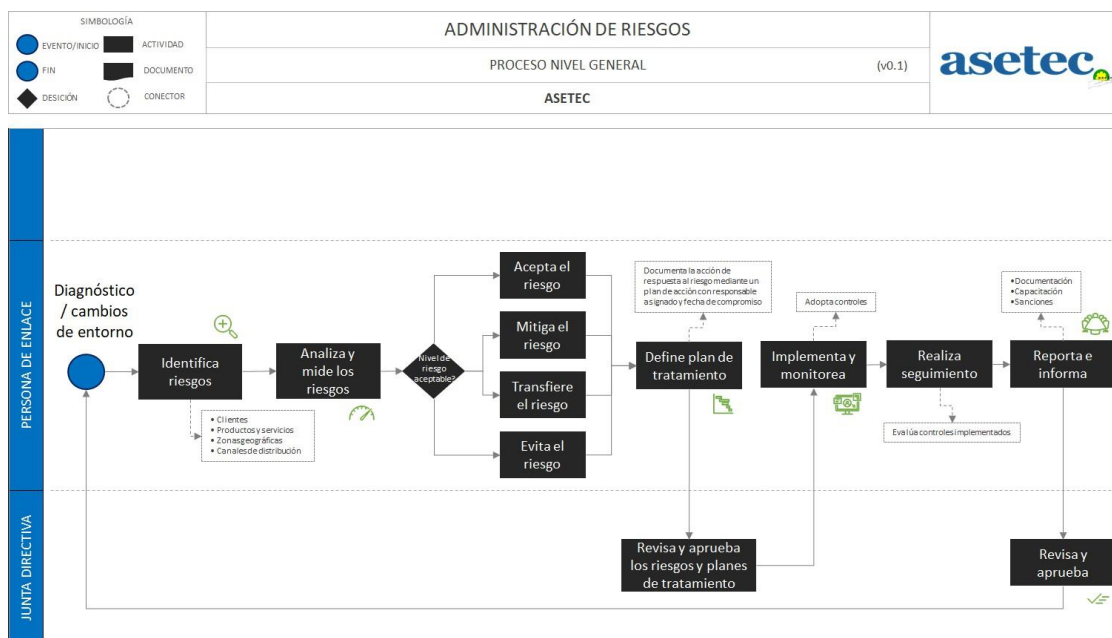 SIMBOLOGÍA
EVENTO/INICIO
ACTIVIDAD
FIN
DOCUMENTO
DESICIÓN
CONECTOR
ADMINISTRACIÓN DE RIESGOS
PROCESO NIVEL GENERAL
(v0.1)
ASETEC
asetec
PERSONA DE ENLACE
Diagnóstico
/ cambios
de entorno
Identifica
riesgos
• Clientes
• Productos y servicios
• Zonas geográficas
• Canales de distribución
Analiza y
mide los
riesgos
Nivel de
riesgo
aceptable?
Acepta el
riesgo
Mitiga el
riesgo
Transfiere
el riesgo
Evita el
riesgo
Documenta la acción de
respuesta al riesgo mediante un
plan de acción con responsable
asignado y fecha de compromiso
Define plan de
tratamiento
Adopta controles
Implementa y
monitorea
Realiza
seguimiento
Evalúa controles implementados
•Documentación
•Capacitación
•Sanciones
Reporta e
informa
JUNTA DIRECTIVA
Revisa y aprueba
los riesgos y planes
de tratamiento
Revisa y
aprueba